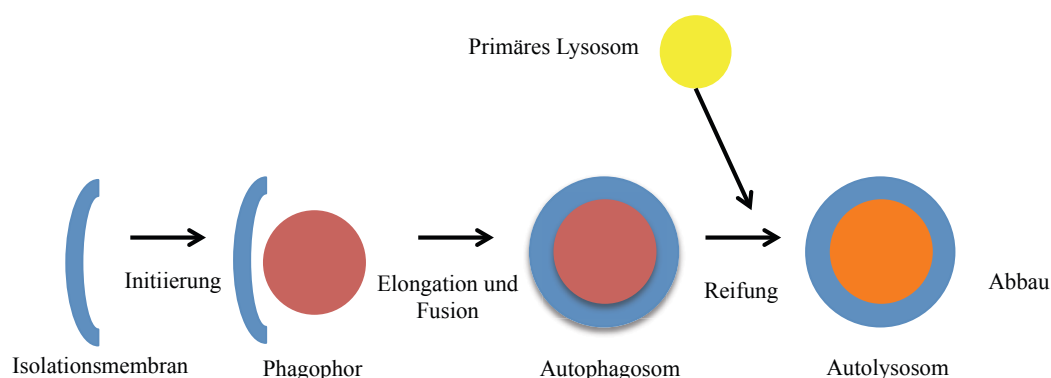 Primäres Lysosom
Initiierung
Elongation und
Fusion
Reifung
Abbau
Isolationsmembran
Phagophor
Autophagosom
Autolysosom